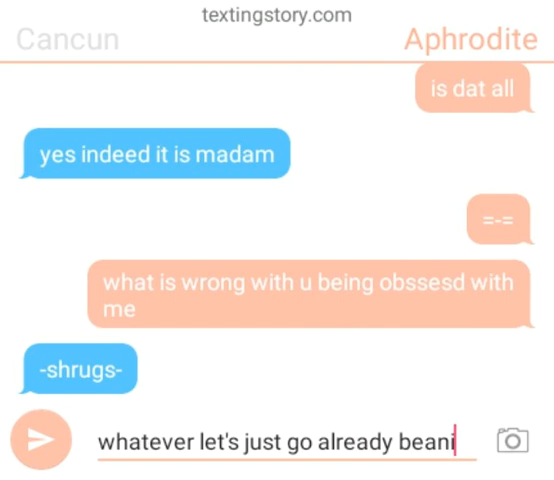 textingstory.com
Cancun
Aphrodite
is dat all
yes indeed it is madam
=-=
what is wrong with u being obssesd with
me
-shrugs-
whatever let's just go already beani